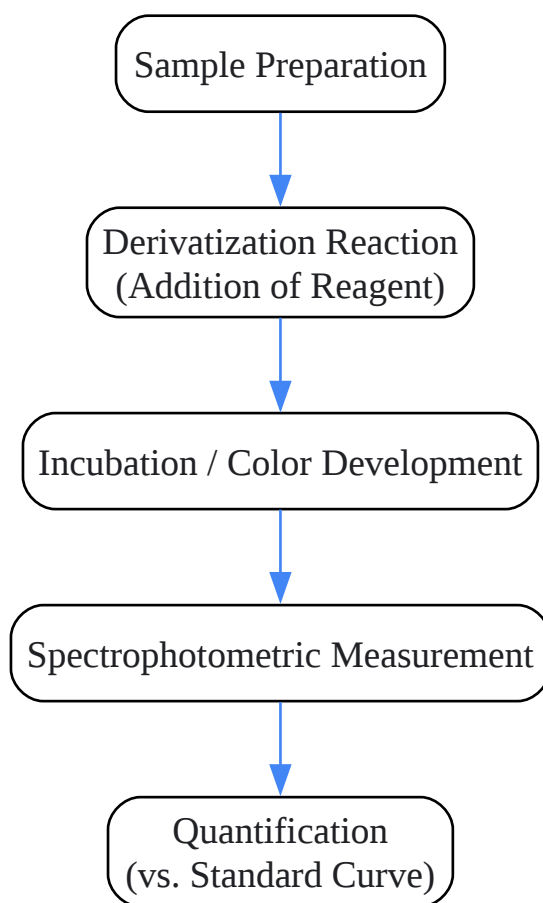 Sample Preparation
Derivatization Reaction
(Addition of Reagent)
Incubation / Color Development
Spectrophotometric Measurement
Quantification
(vs. Standard Curve)